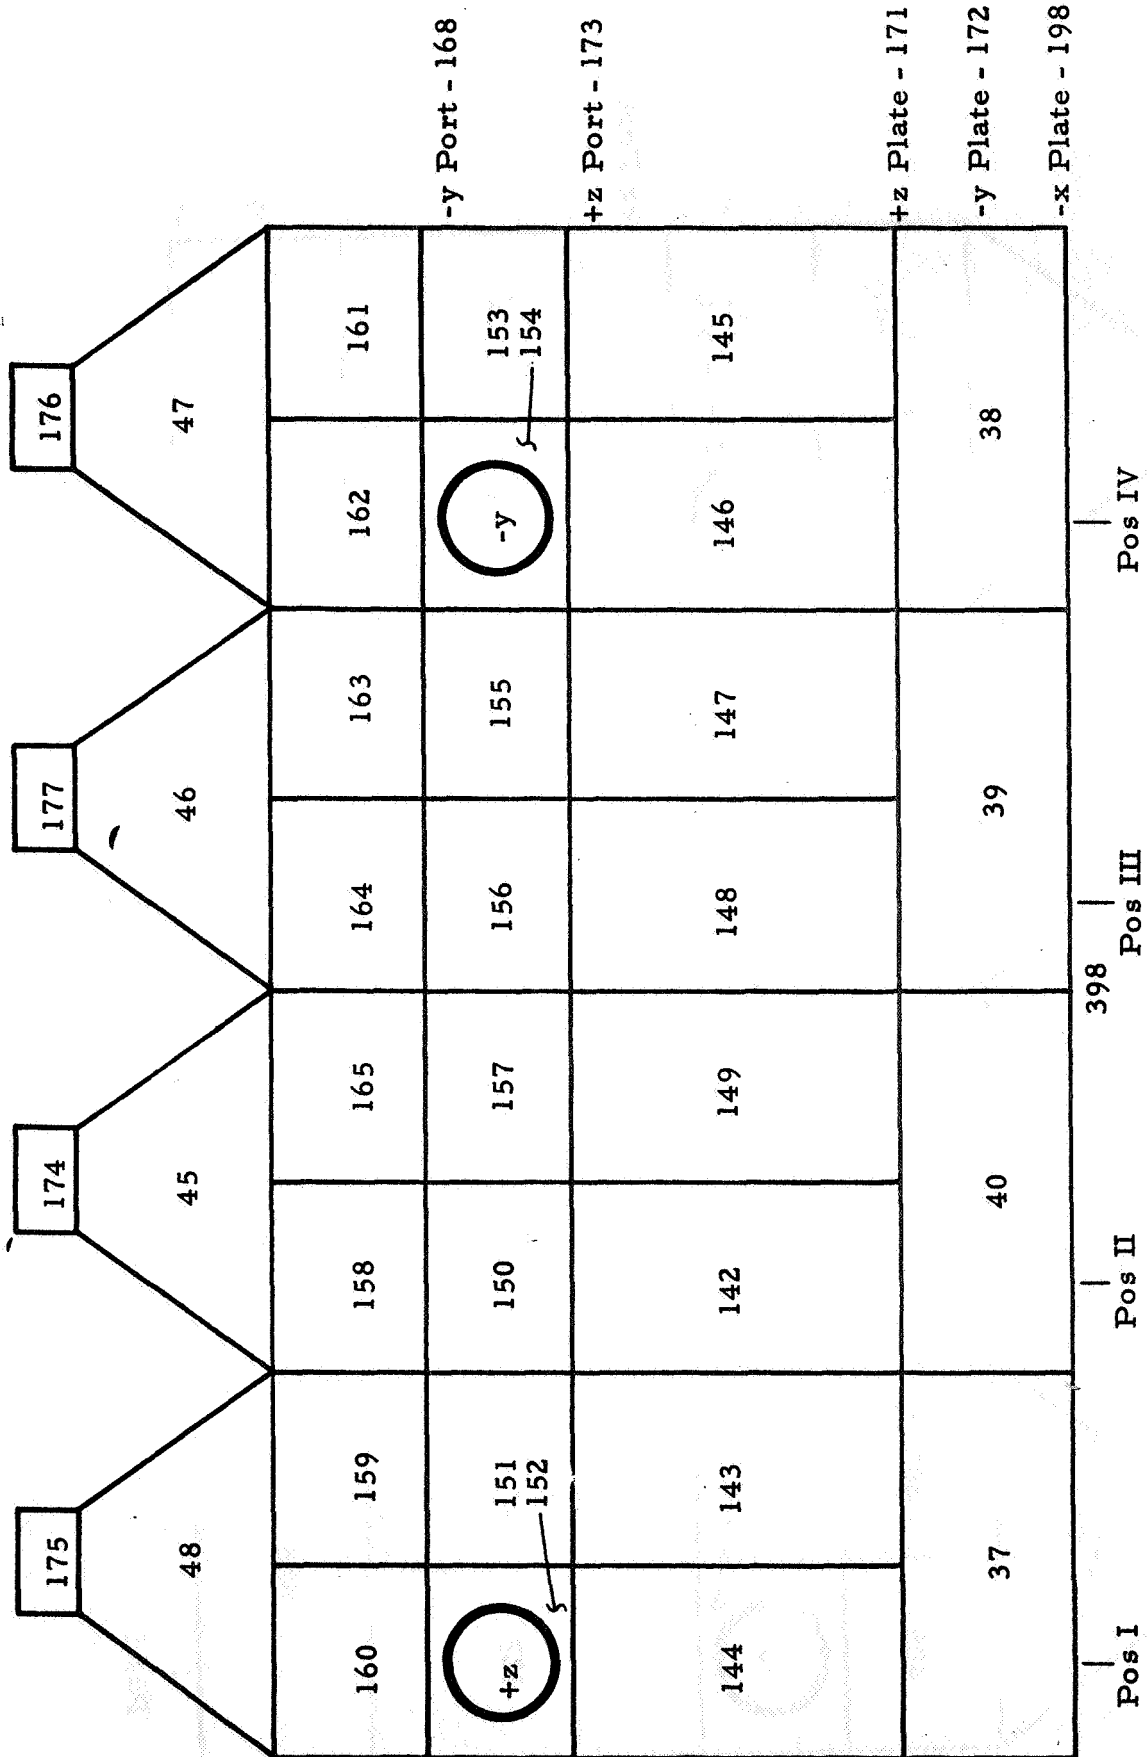 175 174 177 176
48 45 46 47
160 159 158 165 164 163 162 161
-y Port - 168
+z 151 150 157 156 155 -y 153
152 154
+z Port - 173
144 143 142 149 148 147 146 145
+z Plate - 171
37 40 39 38 -y Plate - 172
-x Plate - 198
398
Pos I Pos II Pos III Pos IV